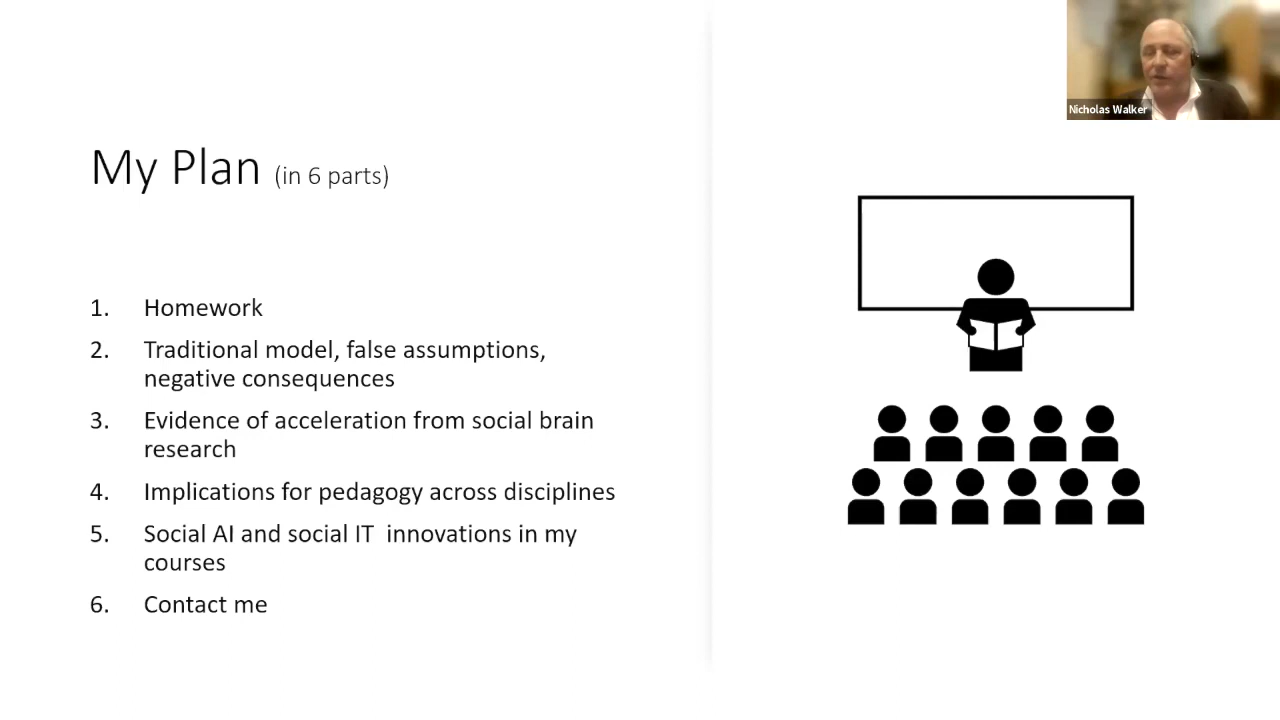 Nicholas Walker
My Plan (in 6 parts)
1. Homework
2. Traditional model, false assumptions,
negative consequences
3. Evidence of acceleration from social brain
research
4. Implications for pedagogy across disciplines
5. Social AI and social IT  innovations in my
courses
6. Contact me